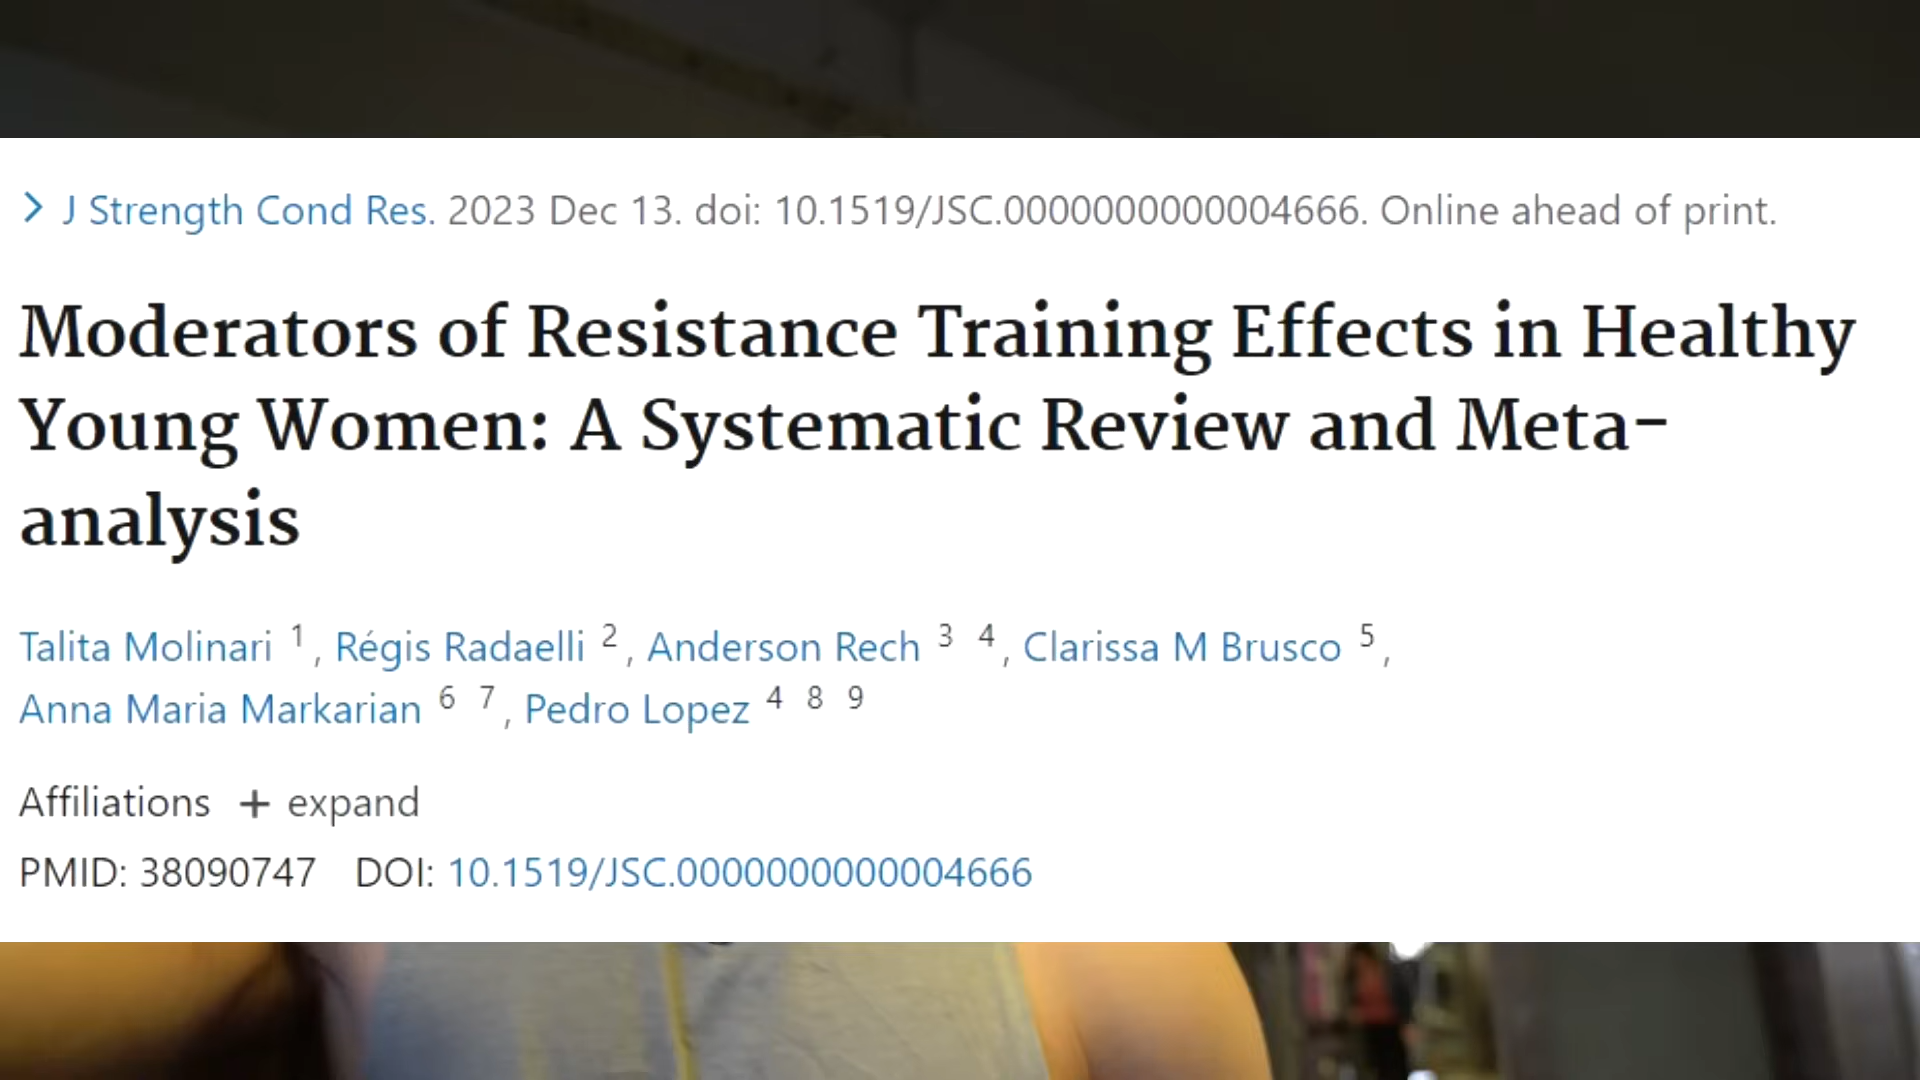 > J Strength Cond Res. 2023 Dec 13. doi: 10.1519/JSC.0000000000004666. Online ahead of print.
Moderators of Resistance Training Effects in Healthy
Young Women: A Systematic Review and Meta-
analysis
Talita Molinari 1, Régis Radaelli 2, Anderson Rech 3 4, Clarissa M Brusco 5,
Anna Maria Markarian 6 7, Pedro Lopez 4 8 9
Affiliations + expand
PMID: 38090747 DOI: 10.1519/JSC.0000000000004666